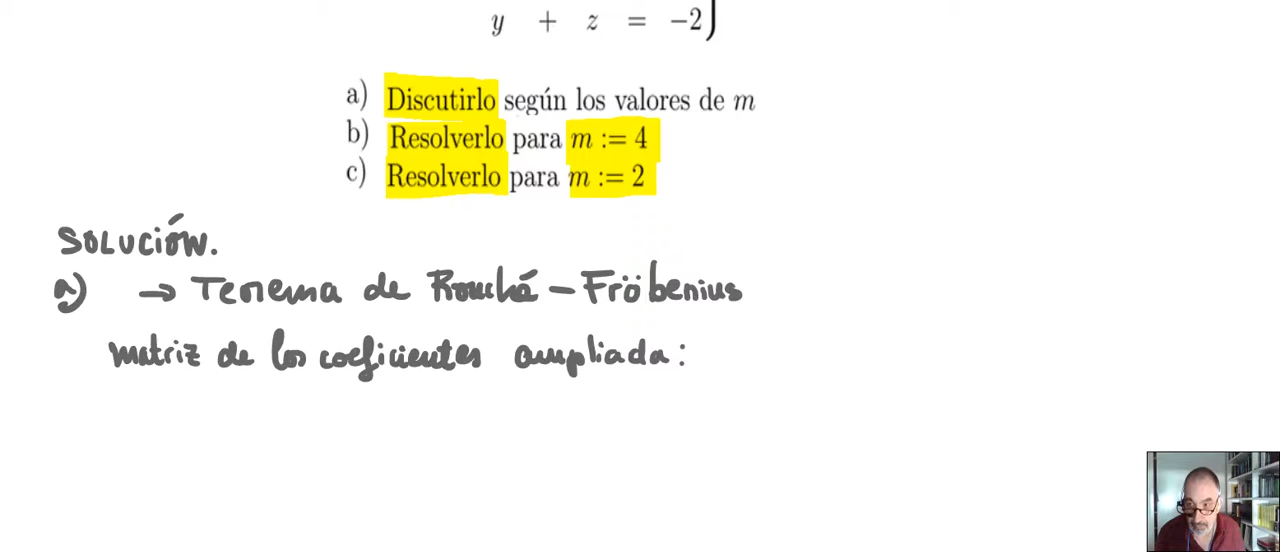 y + z = −2
a) Discutirlo según los valores de m
b) Resolverlo para m := 4
c) Resolverlo para m := 2
SOLUCIÓN.
a) → Teorema de Rouché – Fröbenius
matriz de los coeficientes ampliada: